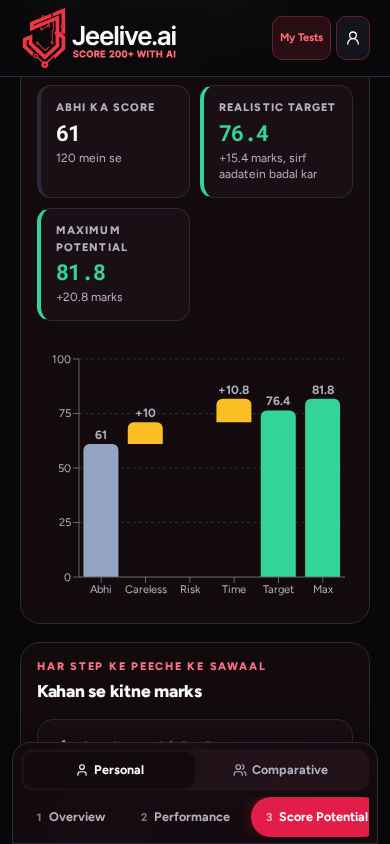 Jeelive.ai
SCORE 200+ WITH AI
My Tests
ABHI KA SCORE
61
120 mein se
REALISTIC TARGET
76.4
+15.4 marks, sirf
aadatein badal kar
MAXIMUM
POTENTIAL
81.8
+20.8 marks
100
75
50
25
0
61
+10
+10.8
76.4
81.8
Abhi
Careless
Risk
Time
Target
Max
HAR STEP KE PEECHE KE SAWAAL
Kahan se kitne marks
Personal
Comparative
1 Overview
2 Performance
3 Score Potential